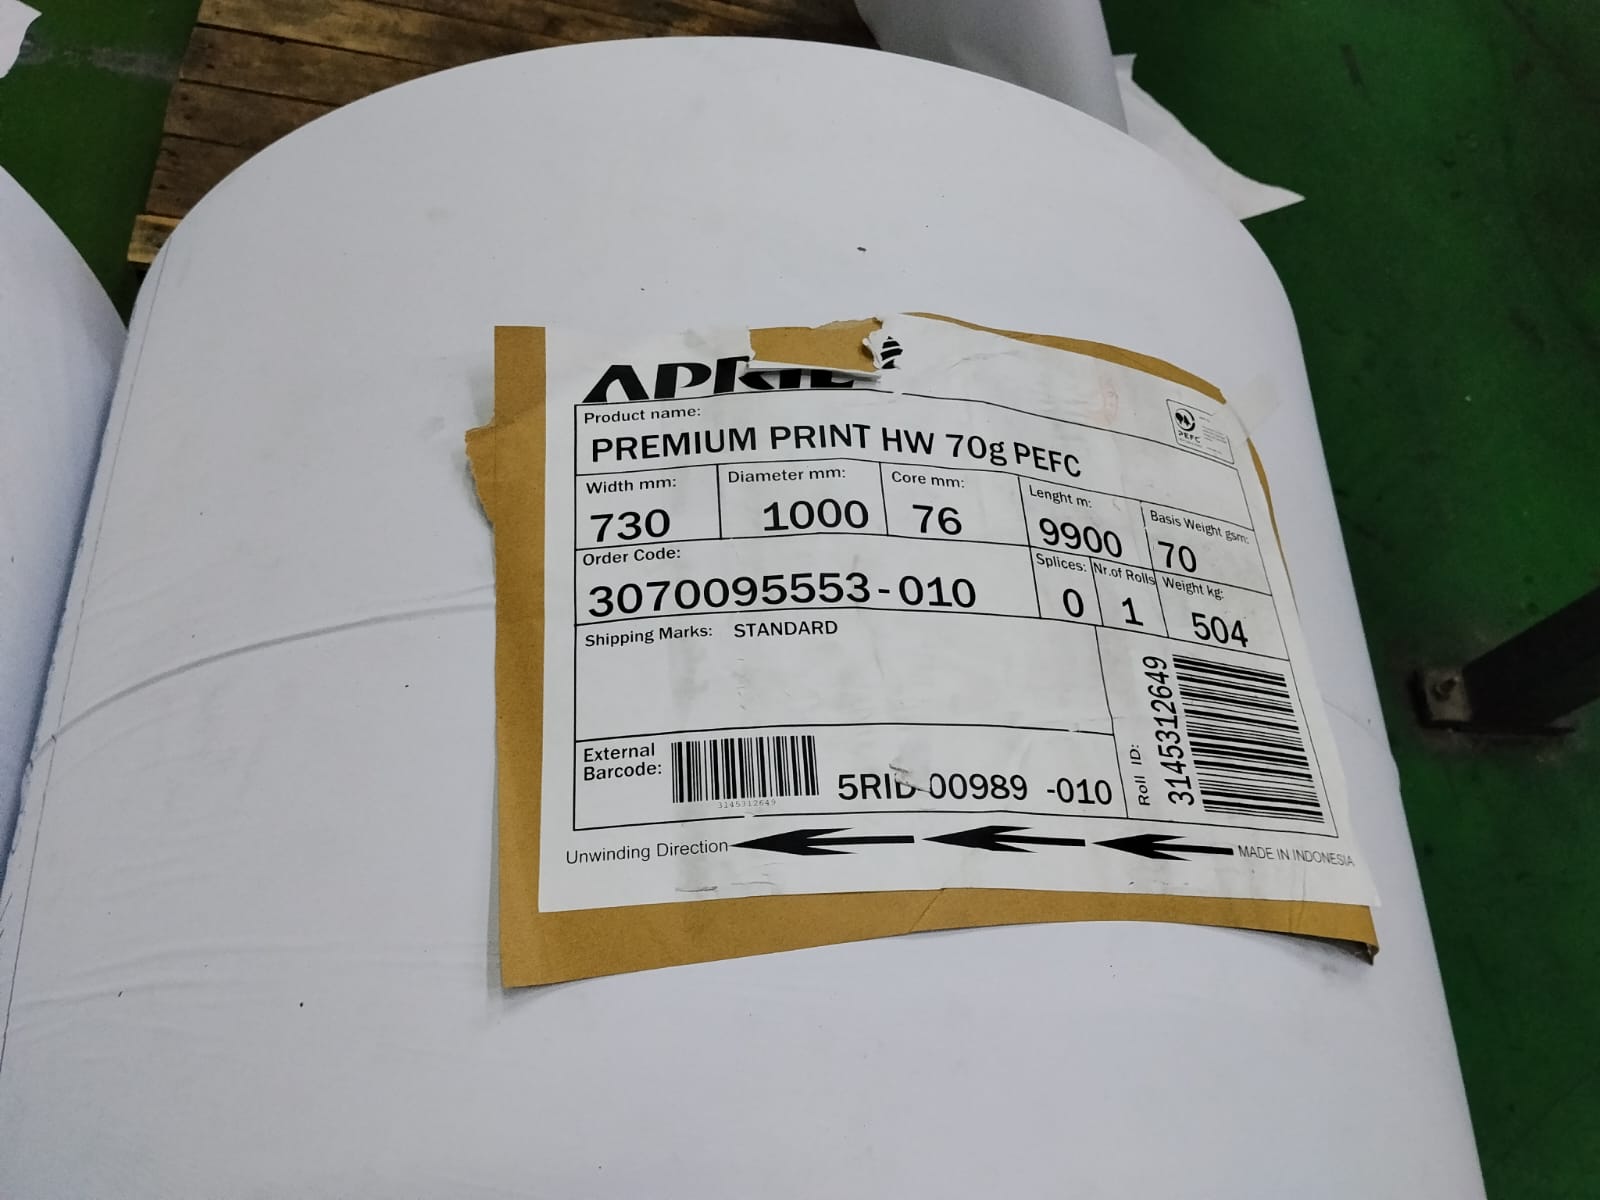 APRIL
Product name:
PREMIUM PRINT HW 70g PEFC
PEFC
Width mm: Diameter mm: Core mm: Lenght m: Basis Weight gsm:
730 1000 76 9900 70
Order Code: Splices: Nr.of Rolls Weight kg:
3070095553-010 0 1 504
Shipping Marks: STANDARD
External
Barcode:
3145312649
5RID 00989 -010
Roll ID:
3145312649
Unwinding Direction
MADE IN INDONESIA